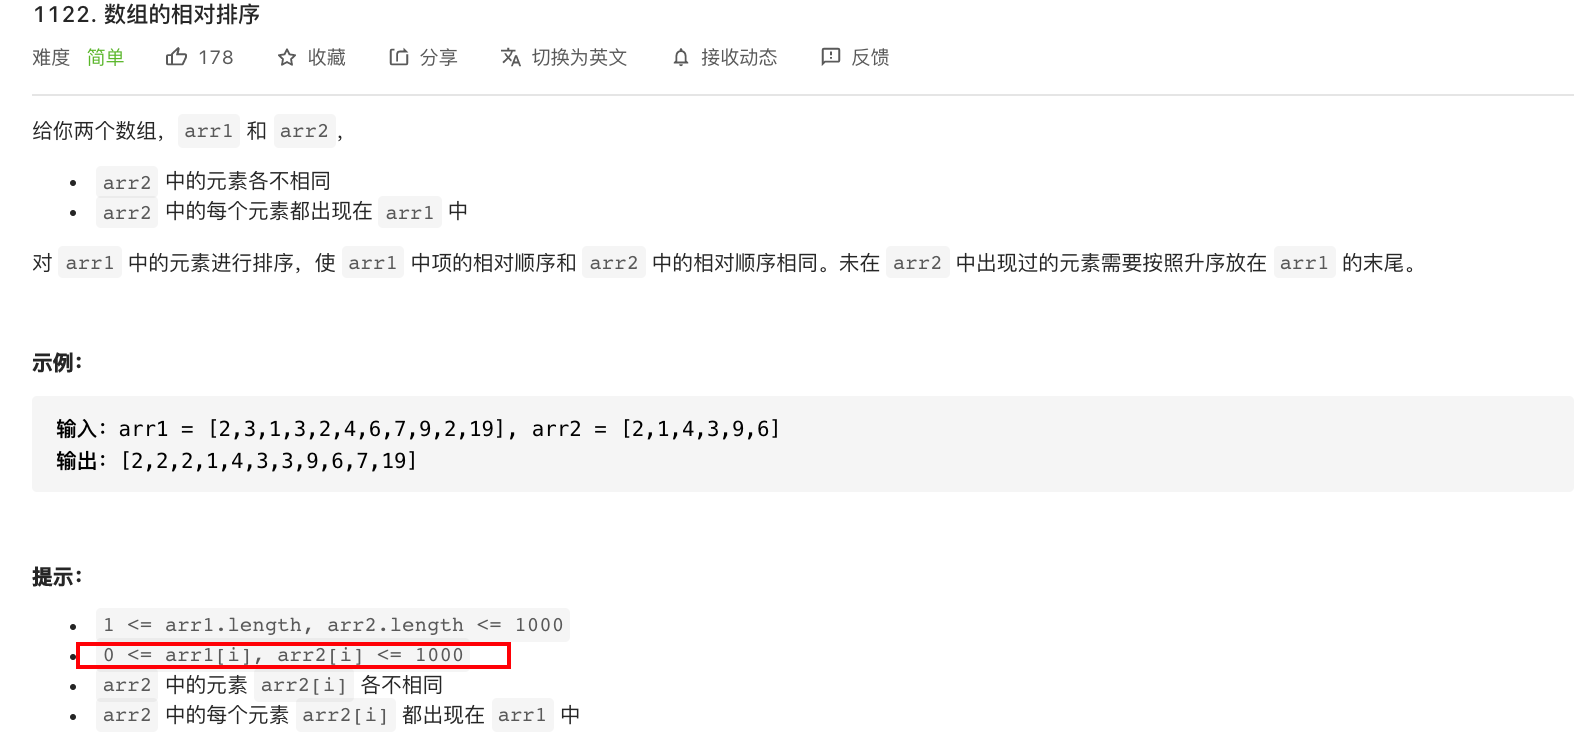 1122. 数组的相对排序
难度 简单 178 收藏 分享 切换为英文 接收动态 反馈
给你两个数组，arr1 和 arr2，
arr2 中的元素各不相同
arr2 中的每个元素都出现在 arr1 中
对 arr1 中的元素进行排序，使 arr1 中项的相对顺序和 arr2 中的相对顺序相同。未在 arr2 中出现过的元素需要按照升序放在 arr1 的末尾。
示例：
输入：arr1 = [2,3,1,3,2,4,6,7,9,2,19], arr2 = [2,1,4,3,9,6]
输出：[2,2,2,1,4,3,3,9,6,7,19]
提示：
1 <= arr1.length, arr2.length <= 1000
0 <= arr1[i], arr2[i] <= 1000
arr2 中的元素 arr2[i] 各不相同
arr2 中的每个元素 arr2[i] 都出现在 arr1 中